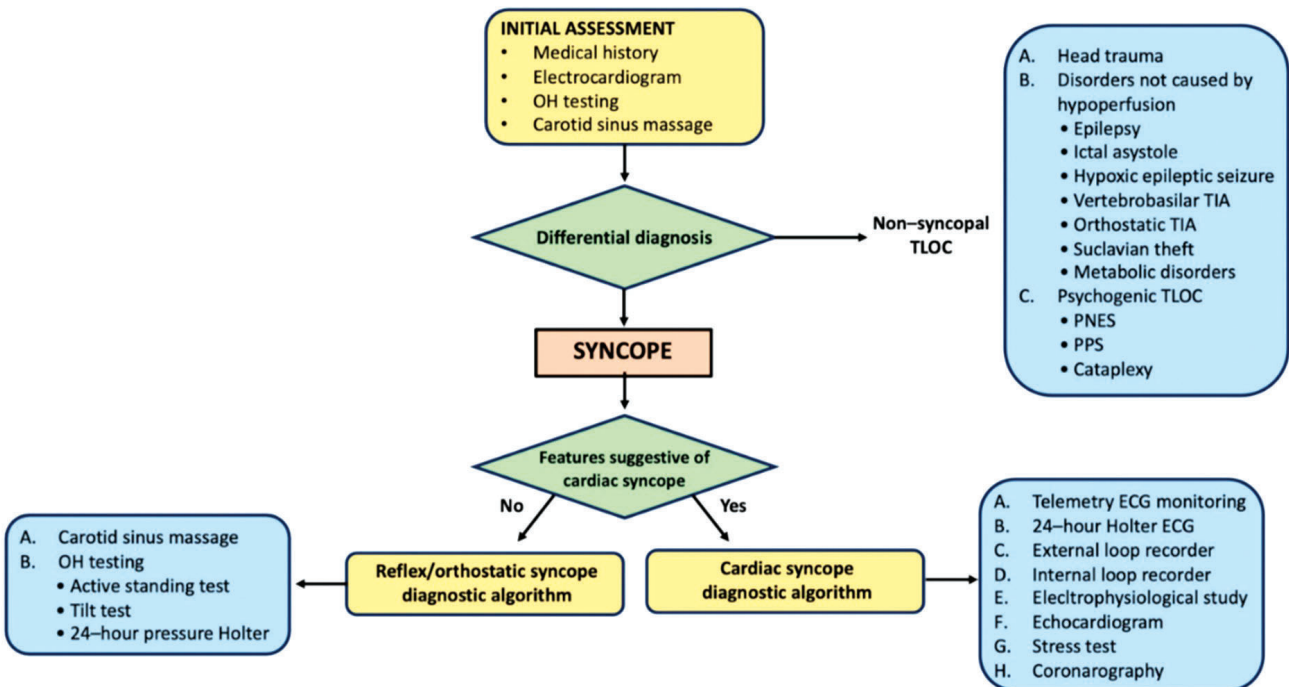 INITIAL ASSESSMENT
• Medical history
• Electrocardiogram
• OH testing
• Carotid sinus massage
Differential diagnosis
Non–syncopal
TLOC
A. Head trauma
B. Disorders not caused by
hypoperfusion
• Epilepsy
• Ictal asystole
• Hypoxic epileptic seizure
• Vertebrobasilar TIA
• Orthostatic TIA
• Suclavian theft
• Metabolic disorders
C. Psychogenic TLOC
• PNES
• PPS
• Cataplexy
SYNCOPE
Features suggestive of
cardiac syncope
No
Yes
Reflex/orthostatic syncope
diagnostic algorithm
A. Carotid sinus massage
B. OH testing
• Active standing test
• Tilt test
• 24–hour pressure Holter
Cardiac syncope
diagnostic algorithm
A. Telemetry ECG monitoring
B. 24–hour Holter ECG
C. External loop recorder
D. Internal loop recorder
E. Elecltrophysiological study
F. Echocardiogram
G. Stress test
H. Coronarography